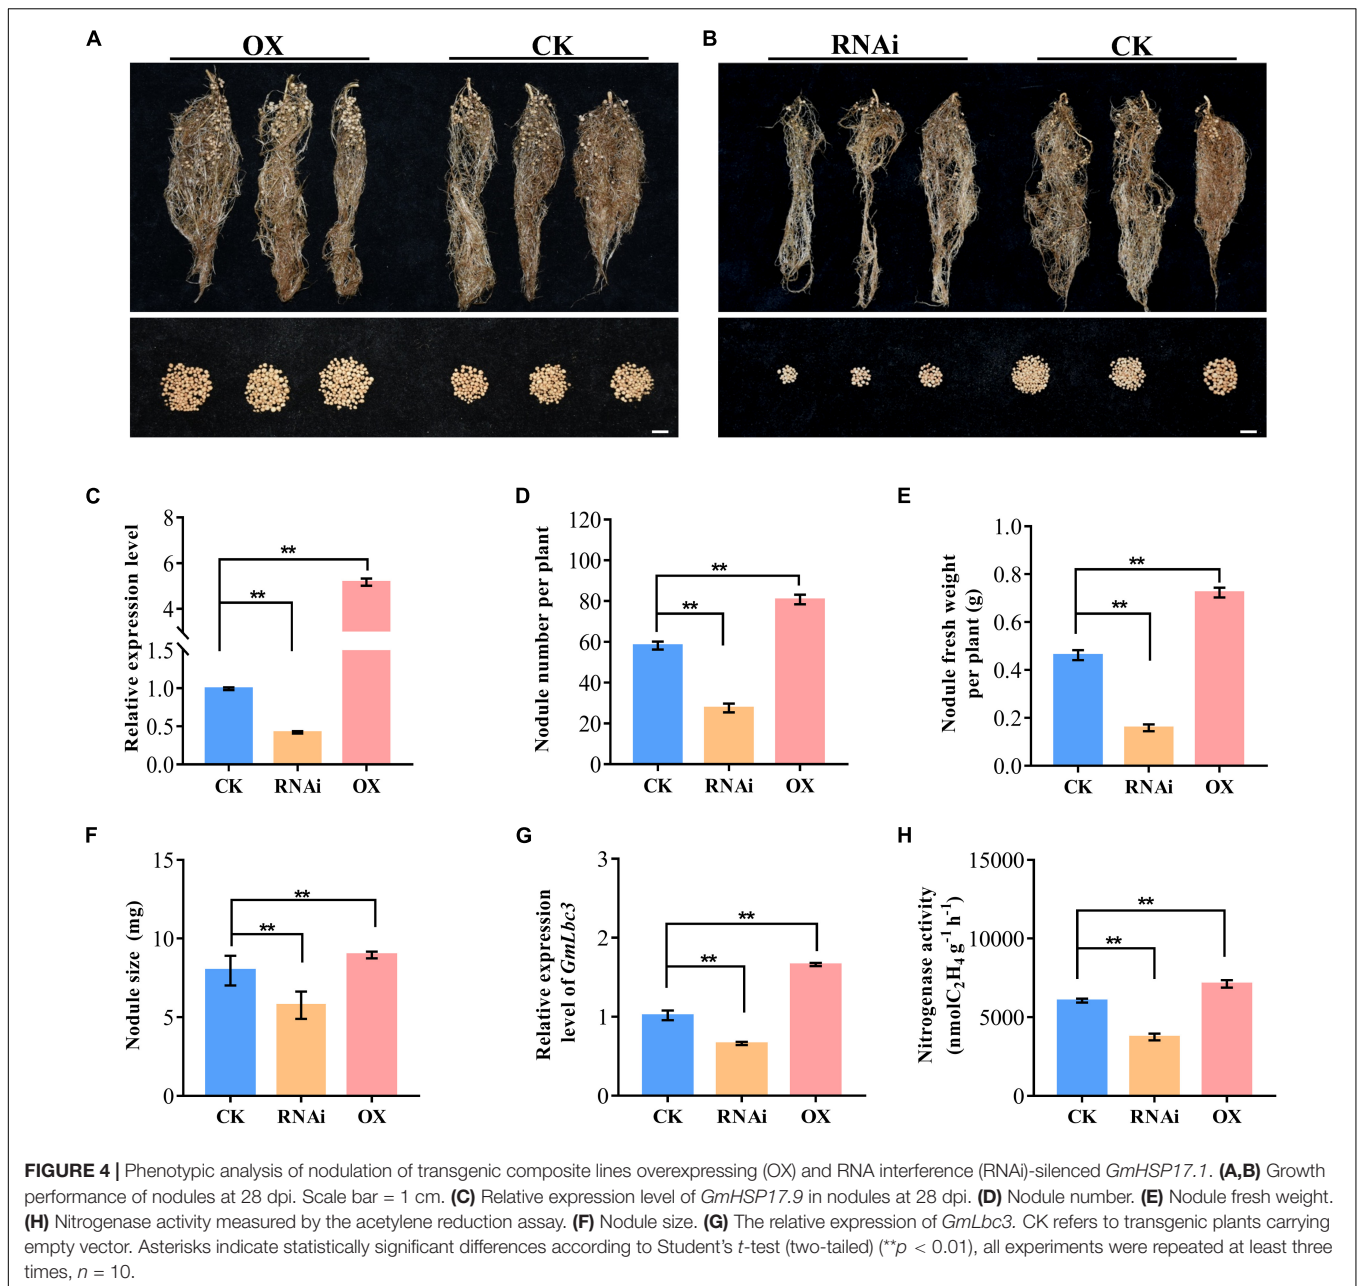 A
OX
CK
B
RNAi
CK
C
Relative expression level
8
6
4
1.5
1.0
0.5
0.0
**
**
CK RNAi OX
D
Nodule number per plant
120
100
80
60
40
20
0
**
**
CK RNAi OX
E
Nodule fresh weight
per plant (g)
1.0
0.8
0.6
0.4
0.2
0.0
**
**
CK RNAi OX
F
Nodule size (mg)
15
10
5
0
**
**
CK RNAi OX
G
Relative expression
level of GmLbc3
3
2
1
0
**
**
CK RNAi OX
H
Nitrogenase activity
(nmolC₂H₄ g⁻¹ h⁻¹)
15000
10000
5000
0
**
**
CK RNAi OX
FIGURE 4 | Phenotypic analysis of nodulation of transgenic composite lines overexpressing (OX) and RNA interference (RNAi)-silenced GmHSP17.1. (A,B) Growth
performance of nodules at 28 dpi. Scale bar = 1 cm. (C) Relative expression level of GmHSP17.9 in nodules at 28 dpi. (D) Nodule number. (E) Nodule fresh weight.
(H) Nitrogenase activity measured by the acetylene reduction assay. (F) Nodule size. (G) The relative expression of GmLbc3. CK refers to transgenic plants carrying
empty vector. Asterisks indicate statistically significant differences according to Student's t-test (two-tailed) (**p < 0.01), all experiments were repeated at least three
times, n = 10.